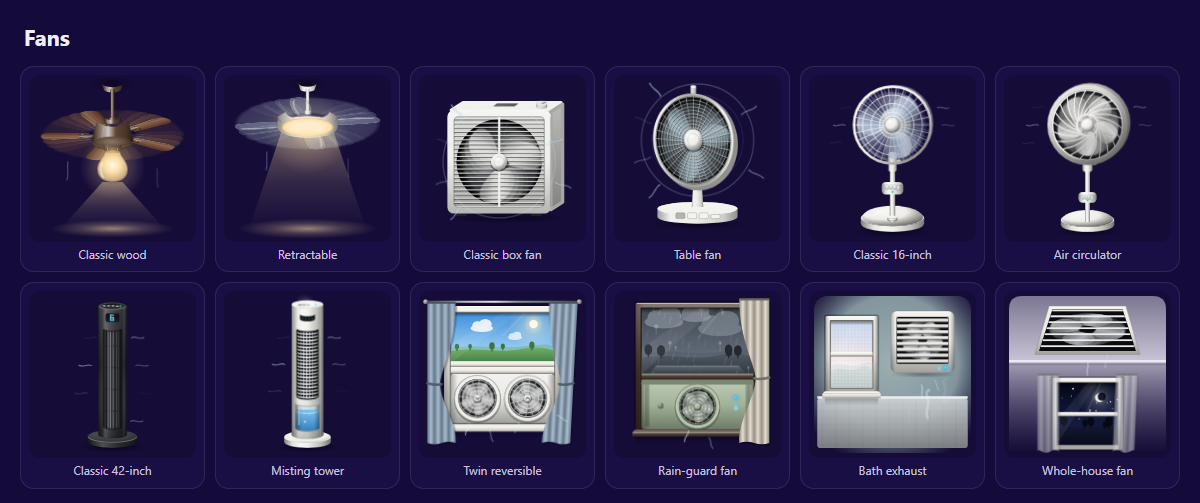 Fans
Classic wood
Retractable
Classic box fan
Table fan
Classic 16-inch
Air circulator
6
Classic 42-inch
Misting tower
Twin reversible
Rain-guard fan
Bath exhaust
Whole-house fan